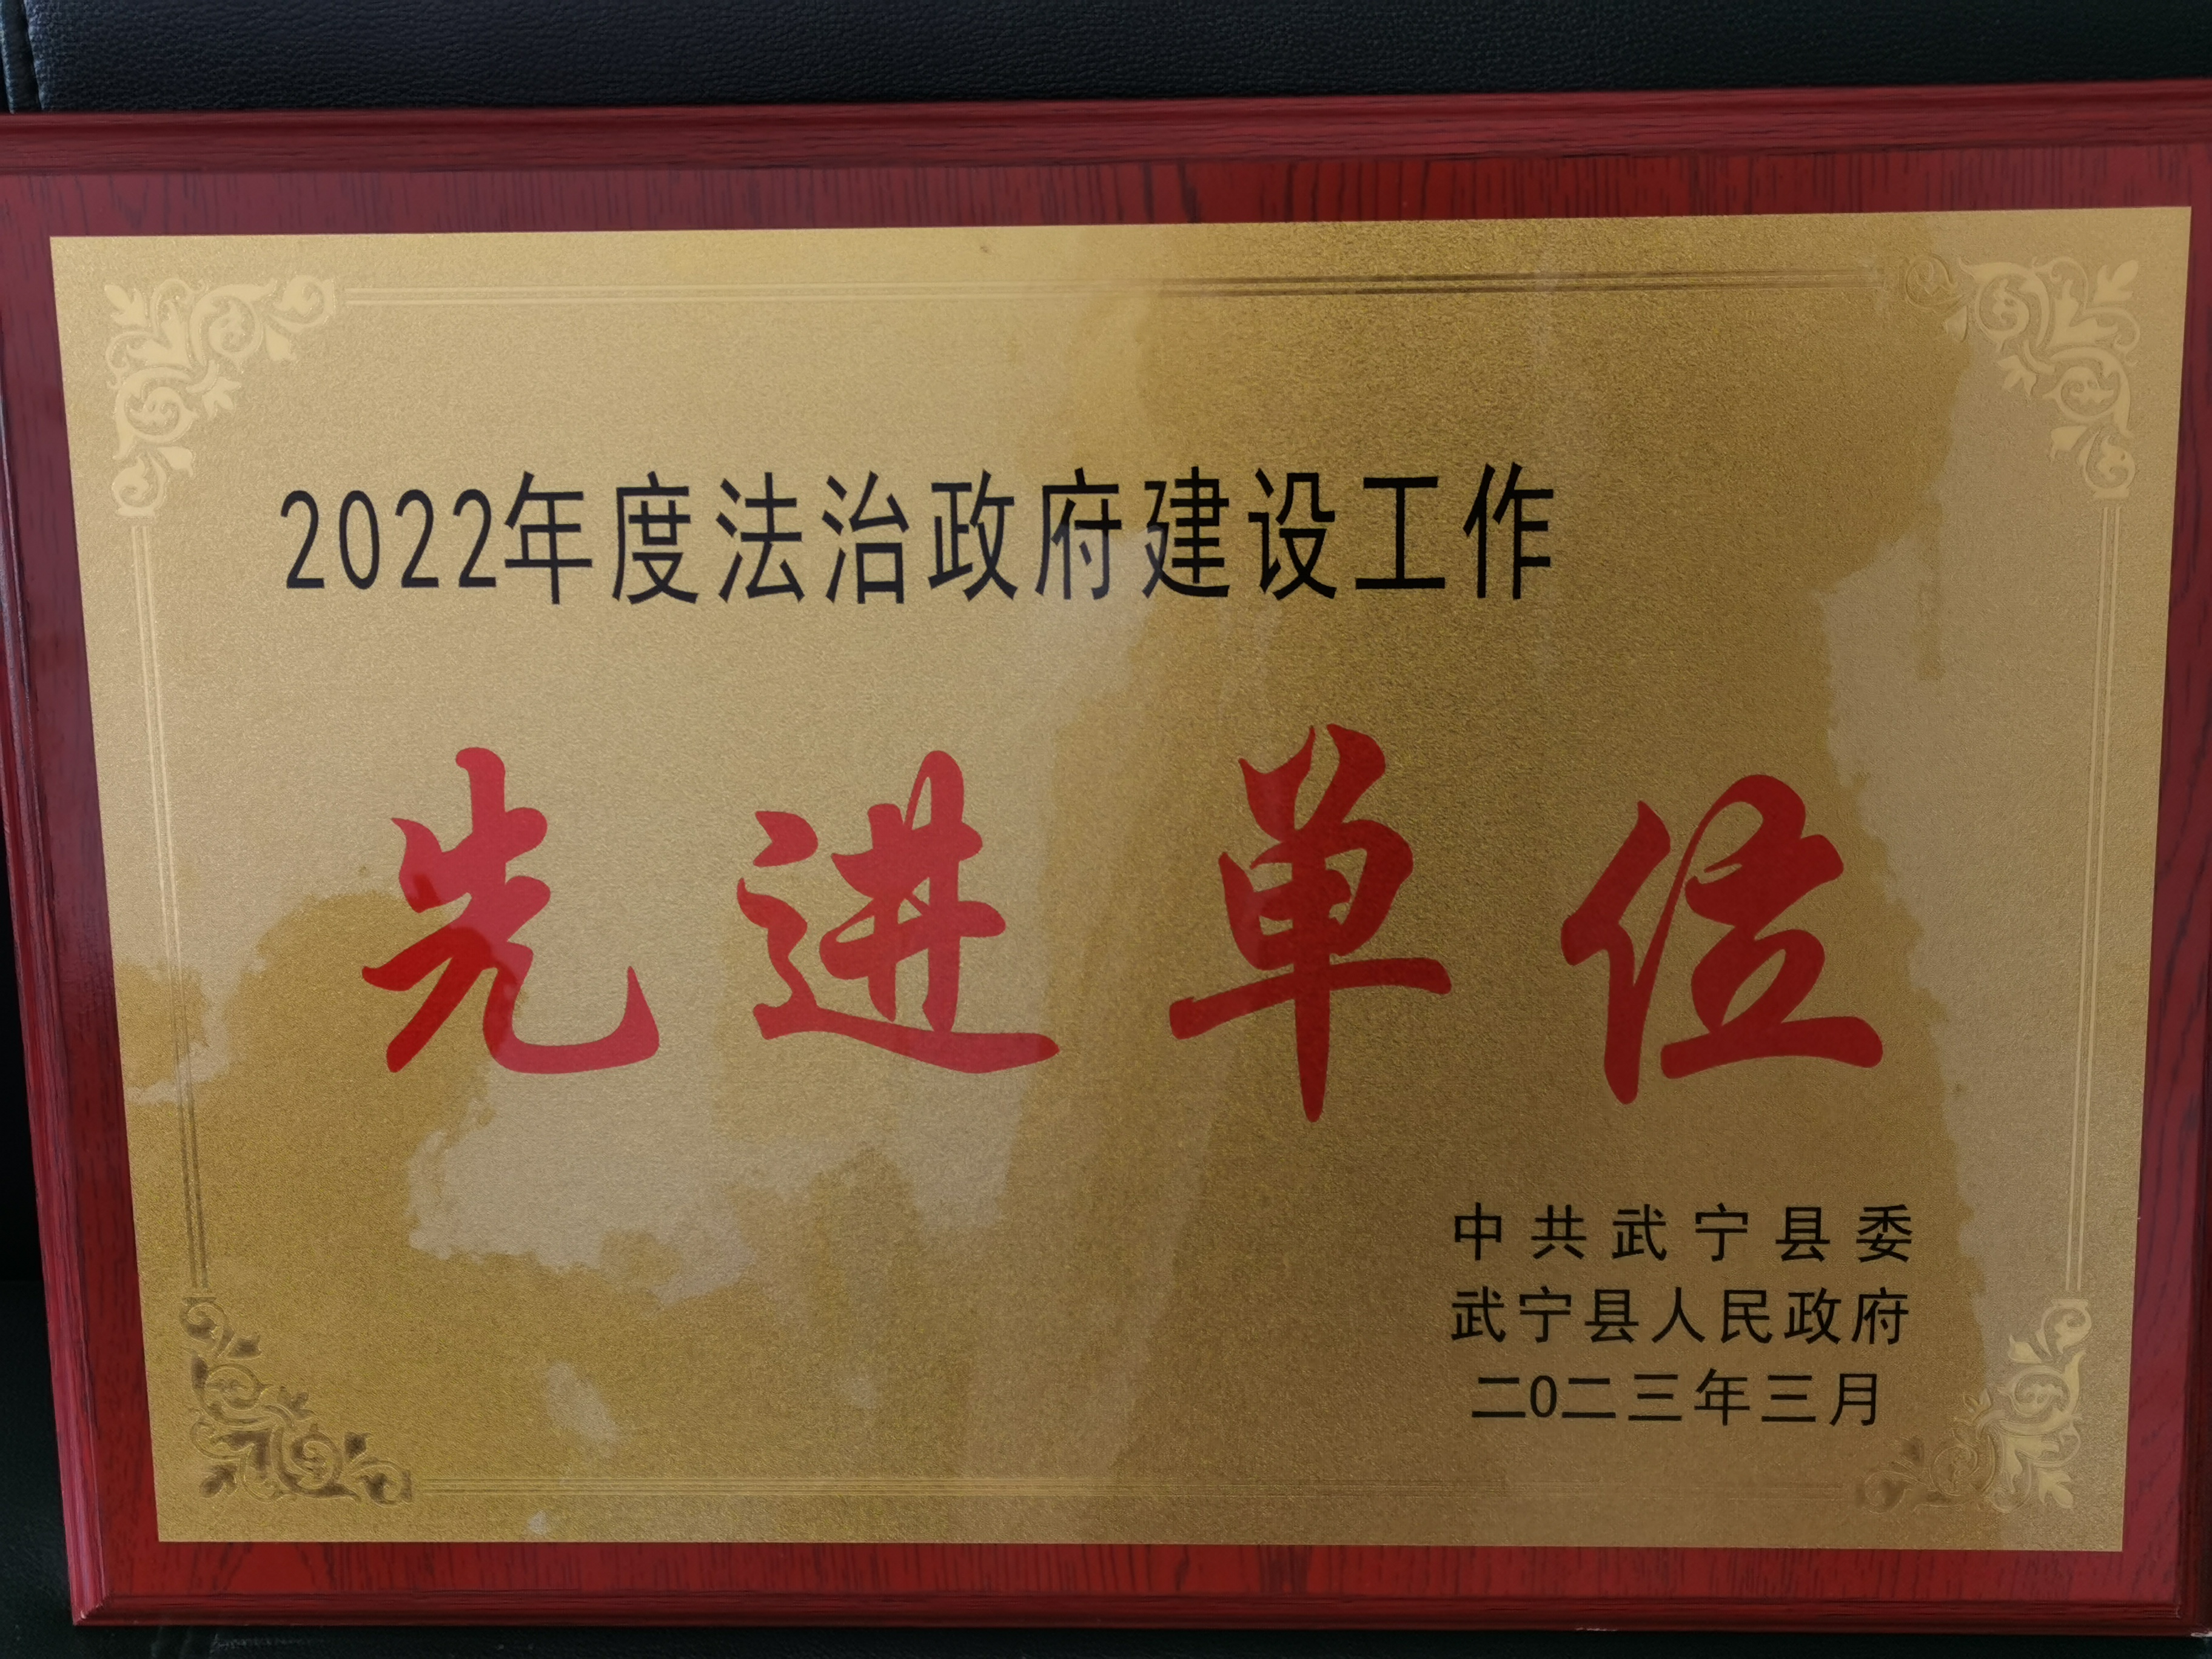 2022年度法治政府建设工作
先进单位
中共武宁县委
武宁县人民政府
二0二三年三月